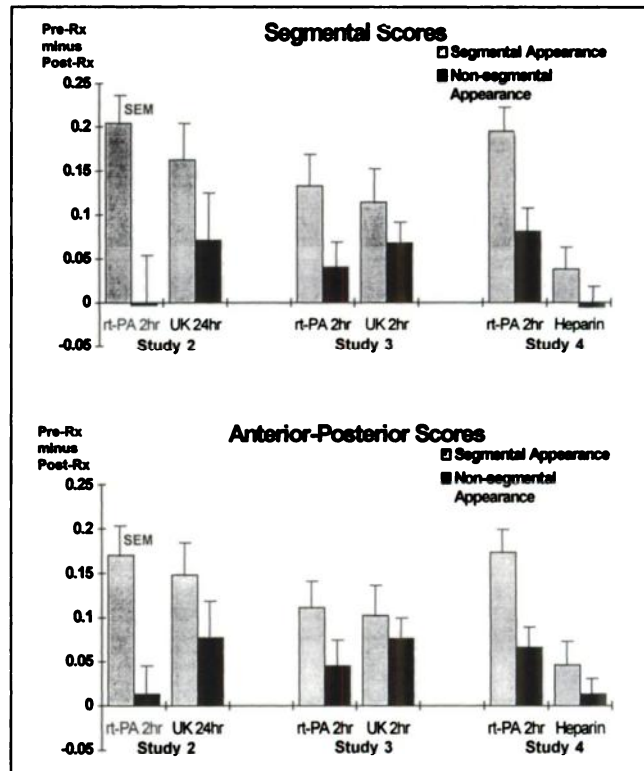 Segmental Scores
Pre-Rx
minus
Post-Rx
Segmental Appearance
Non-segmental
Appearance
0.25
0.2
0.15
0.1
0.05
0
-0.05
SEM
rt-PA 2hr UK 24hr rt-PA 2hr UK 2hr rt-PA 2hr Heparin
Study 2 Study 3 Study 4
Anterior-Posterior Scores
Pre-Rx
minus
Post-Rx
Segmental Appearance
Non-segmental
Appearance
0.25
0.2
0.15
0.1
0.05
0
-0.05
SEM
rt-PA 2hr UK 24hr rt-PA 2hr UK 2hr rt-PA 2hr Heparin
Study 2 Study 3 Study 4